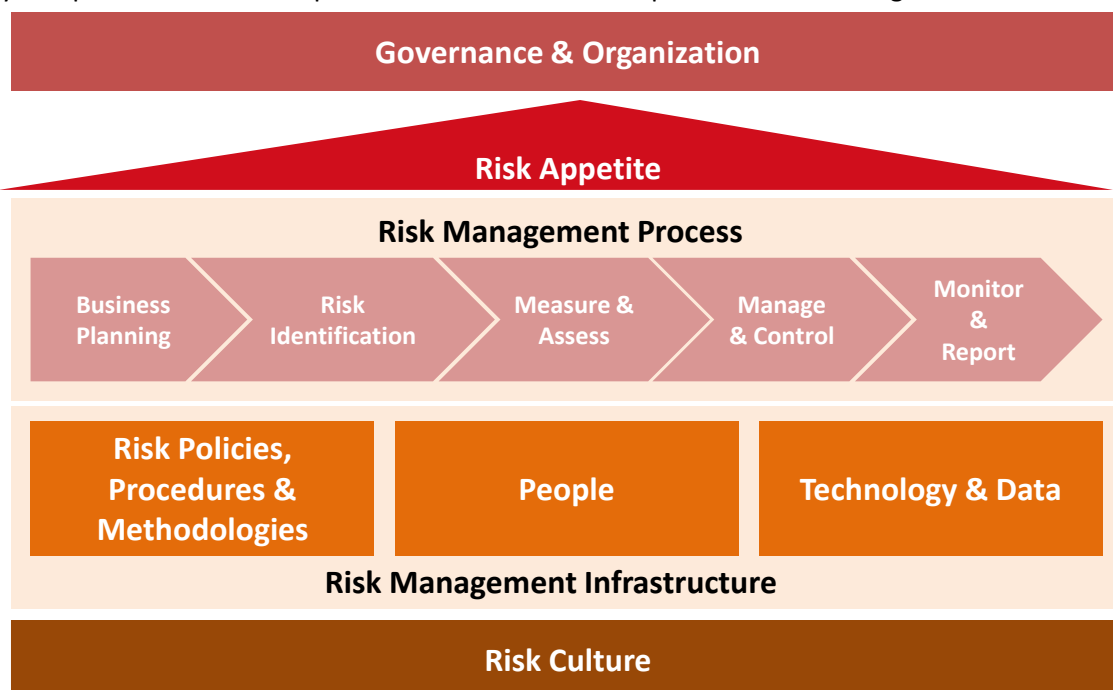 Governance & Organization
Risk Appetite
Risk Management Process
Business
Planning
Risk
Identification
Measure &
Assess
Manage
& Control
Monitor
&
Report
Risk Policies,
Procedures &
Methodologies
People
Technology & Data
Risk Management Infrastructure
Risk Culture